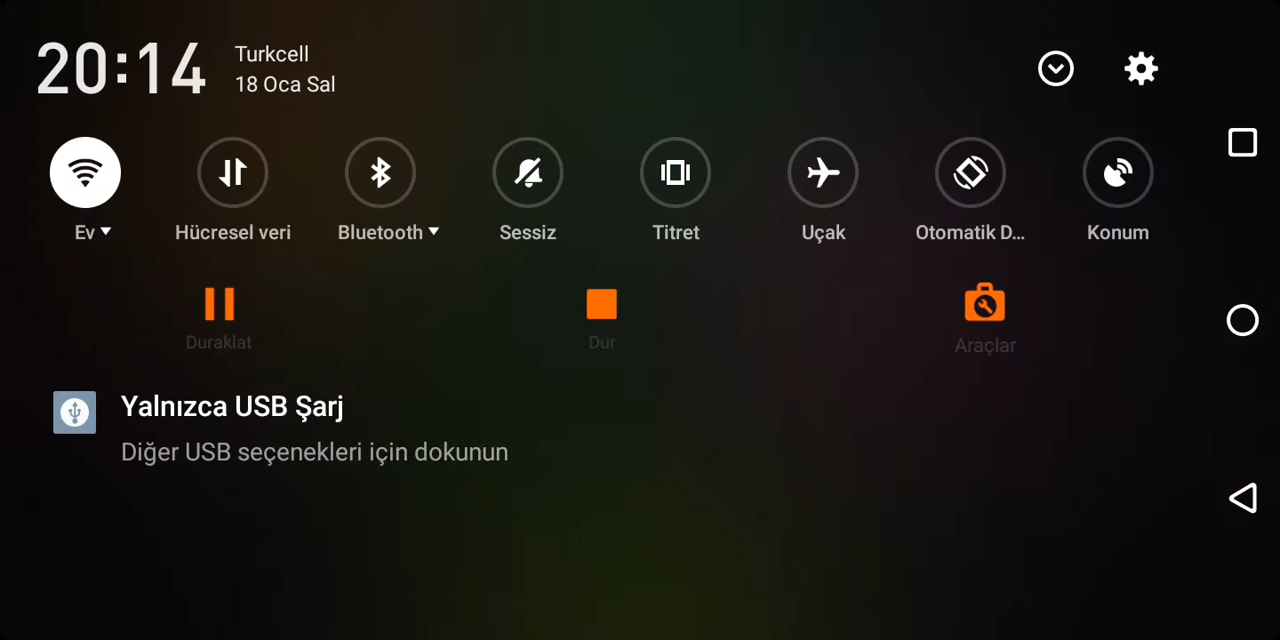 20:14
Turkcell
18 Oca Sal
Ev
Hücresel veri
Bluetooth
Sessiz
Titret
Uçak
Otomatik D...
Konum
Duraklat
Dur
Araçlar
Yalnızca USB Şarj
Diğer USB seçenekleri için dokunun